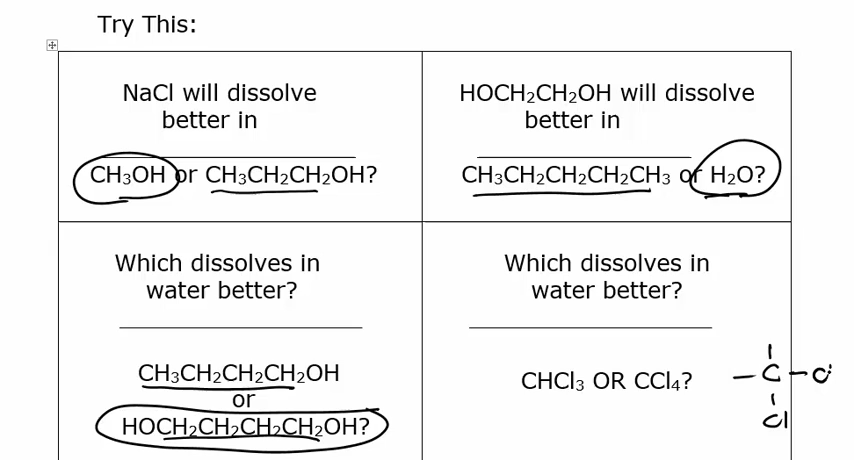 Try This:
NaCl will dissolve
better in
CH₃OH or CH₃CH₂CH₂OH?
HOCH₂CH₂OH will dissolve
better in
CH₃CH₂CH₂CH₂CH₃ or H₂O?
Which dissolves in
water better?
CH₃CH₂CH₂CH₂OH
or
HOCH₂CH₂CH₂CH₂OH?
Which dissolves in
water better?
CHCl₃ OR CCl₄?
C
Cl